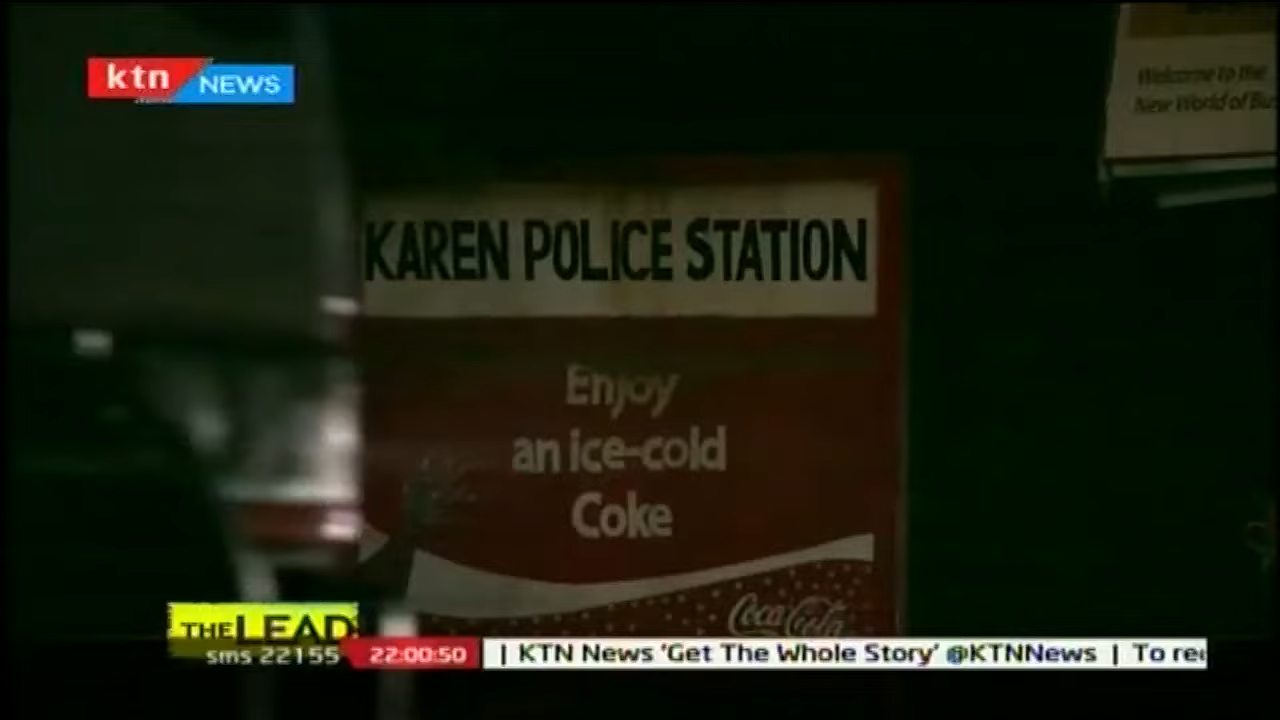 ktn NEWS
Welcome to the
New World of
KAREN POLICE STATION
Enjoy
an ice-cold
Coke
Coca-Cola
THE LEAD
sms 22155 22:00:50 | KTN News 'Get The Whole Story' @KTNNews | To